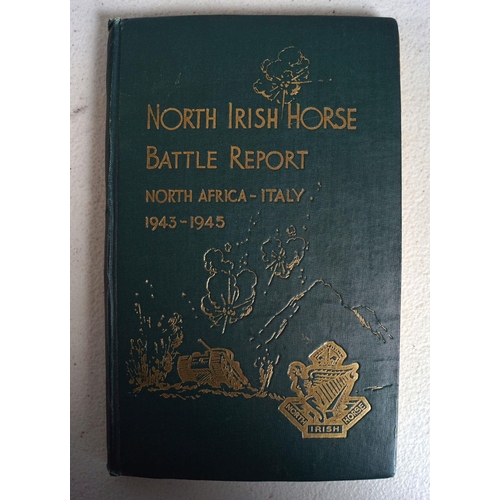 NORTH IRISH HORSE
BATTLE REPORT
NORTH AFRICA - ITALY
1943 - 1945
NORTH IRISH HORSE